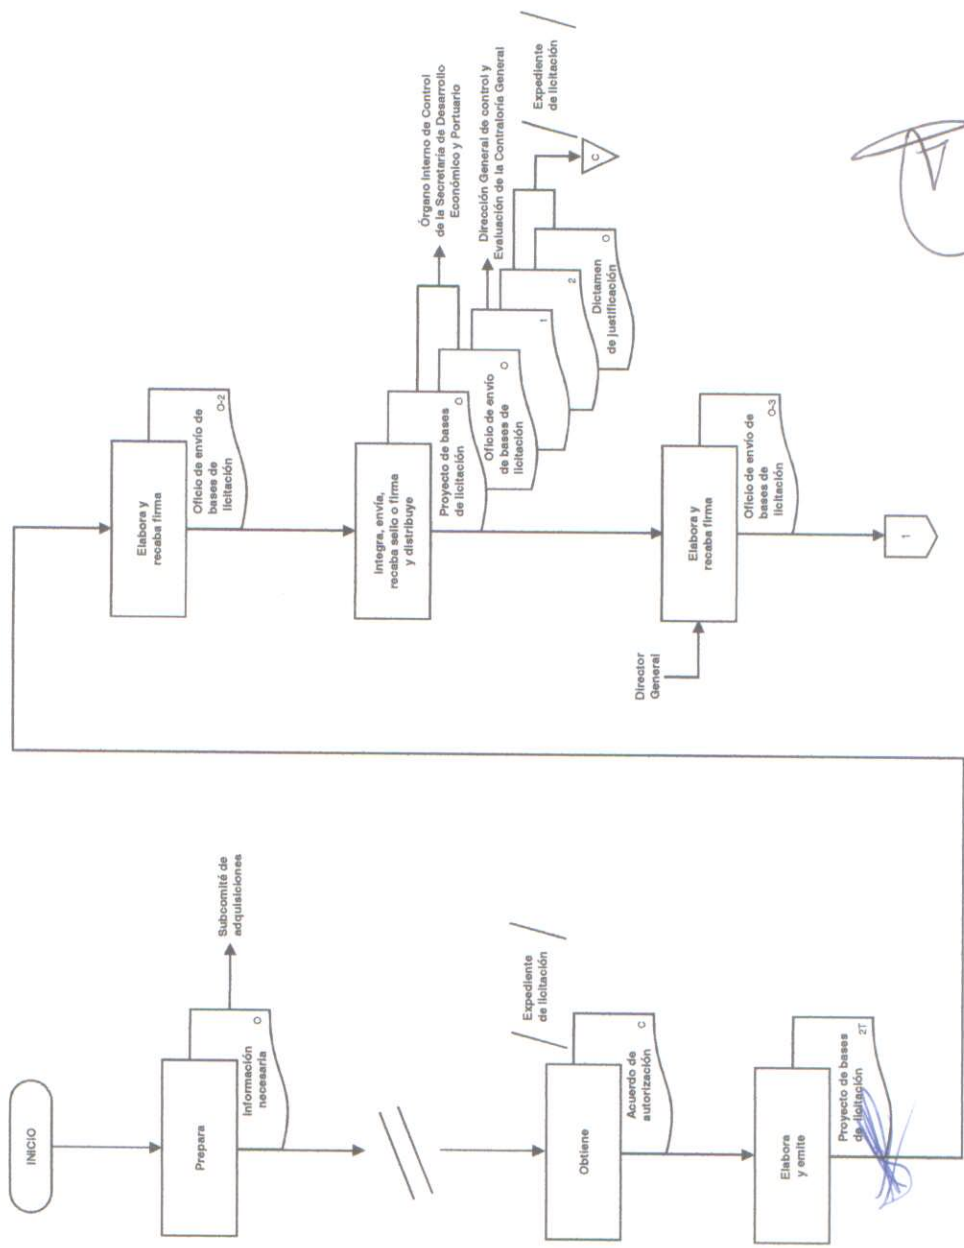 INICIO
Prepara
Información
necesaria
O
Subcomité de
adquisiciones
Obtiene
Acuerdo de
autorización
C
Expediente
de licitación
Elabora
y emite
Proyecto de bases
de licitación
2T
Elabora y
recaba firma
Oficio de envío de
bases de
licitación
O-2
Integra, envía,
recaba sello o firma
y distribuye
Proyecto de bases
de licitación
O
Órgano Interno de Control
de la Secretaría de Desarrollo
Económico y Portuario
Oficio de envío
de bases de
licitación
O
1
Dirección General de control y
Evaluación de la Contraloría General
2
Dictamen
de justificación
O
C
Expediente
de licitación
Director
General
Elabora y
recaba firma
Oficio de envío de
bases de
licitación
O-3
1